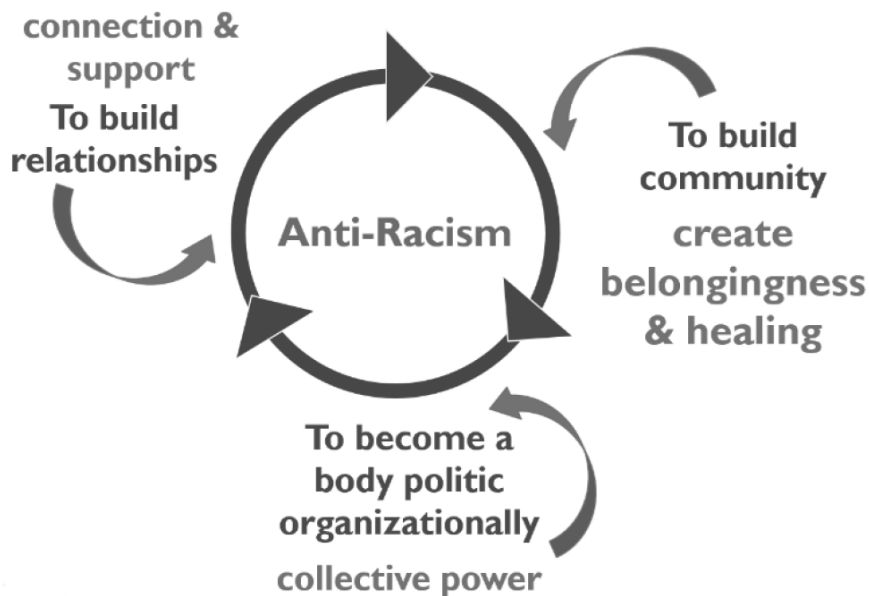 connection &
support
To build
relationships
Anti-Racism
To build
community
create
belongingness
& healing
To become a
body politic
organizationally
collective power